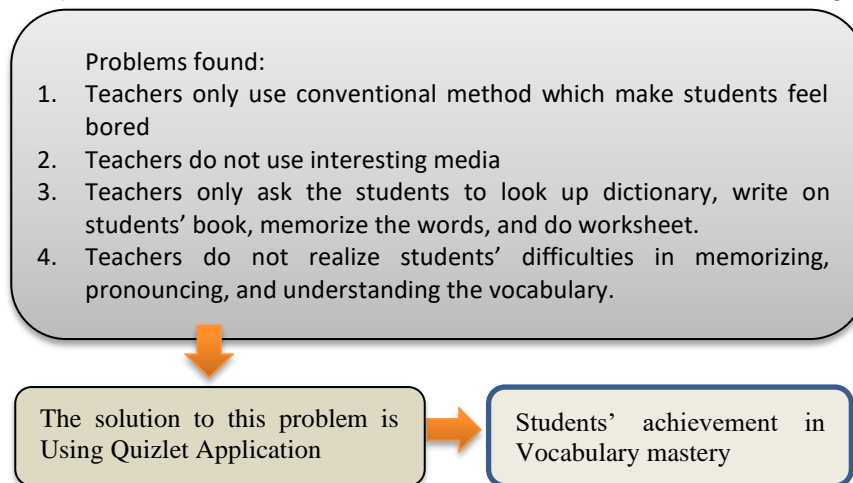 Problems found:
1. Teachers only use conventional method which make students feel
bored
2. Teachers do not use interesting media
3. Teachers only ask the students to look up dictionary, write on
students’ book, memorize the words, and do worksheet.
4. Teachers do not realize students’ difficulties in memorizing,
pronouncing, and understanding the vocabulary.
The solution to this problem is
Using Quizlet Application
Students’ achievement in
Vocabulary mastery